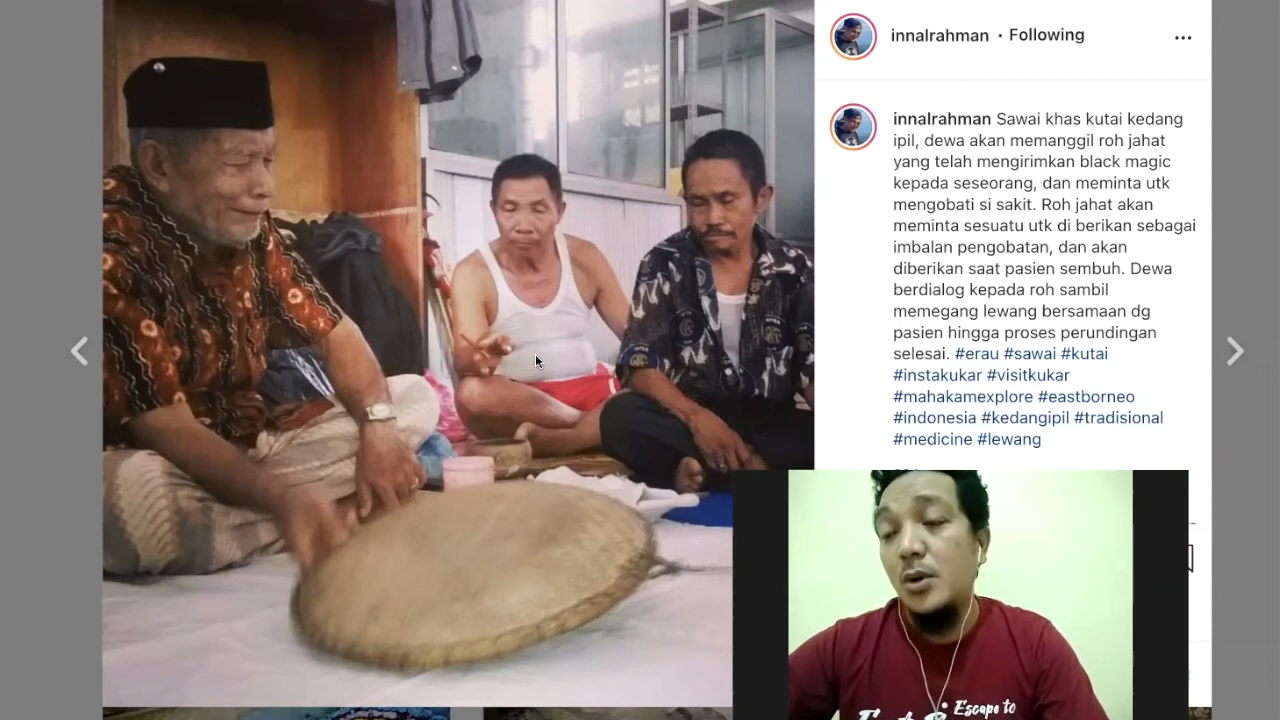 innalrahman • Following
innalrahman Sawai khas kutai kedang
ipil, dewa akan memanggil roh jahat
yang telah mengirimkan black magic
kepada seseorang, dan meminta utk
mengobati si sakit. Roh jahat akan
meminta sesuatu utk di berikan sebagai
imbalan pengobatan, dan akan
diberikan saat pasien sembuh. Dewa
berdialog kepada roh sambil
memegang lewang bersamaan dg
pasien hingga proses perundingan
selesai. #erau #sawai #kutai
#instakukar #visitkukar
#mahakamexplore #eastborneo
#indonesia #kedangipil #tradisional
#medicine #lewang
Escape to